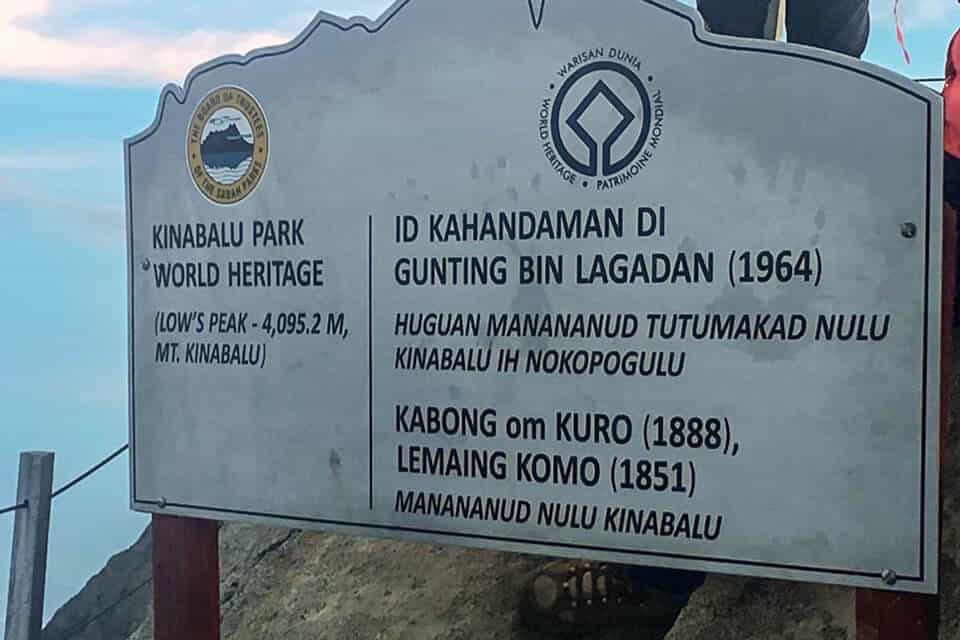 THE BOARD OF TRUSTEES
OF THE SABAH PARKS
WARISAN DUNIA
WORLD HERITAGE
PATRIMOINE MONDIAL
KINABALU PARK
WORLD HERITAGE
(LOW'S PEAK - 4,095.2 M,
MT. KINABALU)
ID KAHANDAMAN DI
GUNTING BIN LAGADAN (1964)
HUGUAN MANANANUD TUTUMAKAD NULU
KINABALU IH NOKOPOGULU
KABONG om KURO (1888),
LEMAING KOMO (1851)
MANANANUD NULU KINABALU